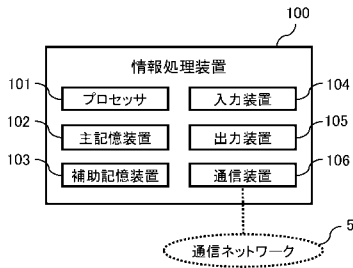 100
情報処理装置
101 プロセッサ 入力装置 104
102 主記憶装置 出力装置 105
103 補助記憶装置 通信装置 106
5
通信ネットワーク